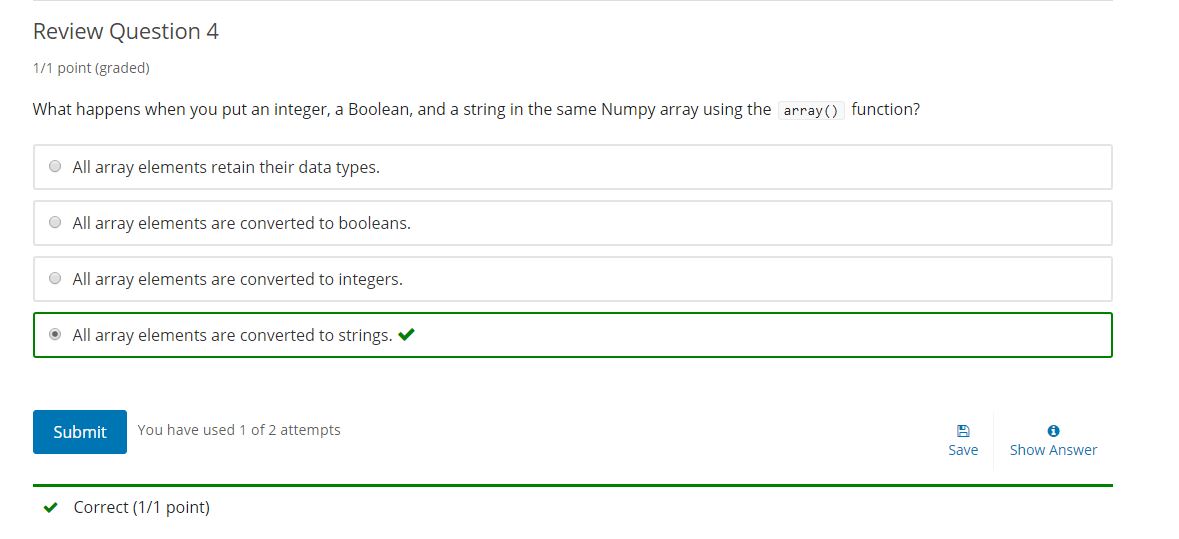 Review Question 4
1/1 point (graded)
What happens when you put an integer, a Boolean, and a string in the same Numpy array using the array() function?
All array elements retain their data types.
All array elements are converted to booleans.
All array elements are converted to integers.
All array elements are converted to strings.
Submit You have used 1 of 2 attempts
Save Show Answer
Correct (1/1 point)